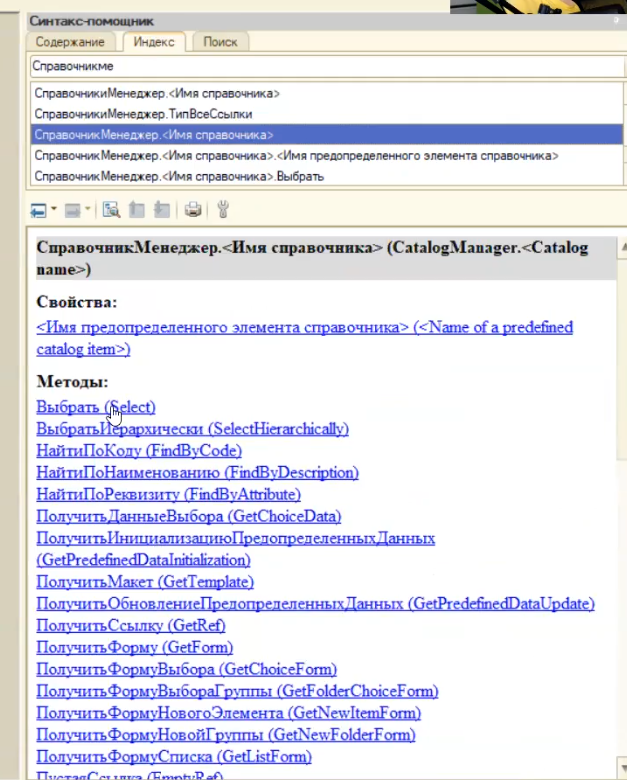 Синтакс-помощник
Содержание Индекс Поиск
Справочникме
СправочникиМенеджер.<Имя справочника>
СправочникиМенеджер.ТипВсеСсылки
СправочникМенеджер.<Имя справочника>
СправочникМенеджер.<Имя справочника>.<Имя предопределенного элемента справочника>
СправочникМенеджер.<Имя справочника>.Выбрать
СправочникМенеджер.<Имя справочника> (CatalogManager.<Catalog
name>)
Свойства:
<Имя предопределенного элемента справочника> (<Name of a predefined
catalog item>)
Методы:
Выбрать (Select)
ВыбратьИерархически (SelectHierarchically)
НайтиПоКоду (FindByCode)
НайтиПоНаименованию (FindByDescription)
НайтиПоРеквизиту (FindByAttribute)
ПолучитьДанныеВыбора (GetChoiceData)
ПолучитьИнициализациюПредопределенныхДанных
(GetPredefinedDataInitialization)
ПолучитьМакет (GetTemplate)
ПолучитьОбновлениеПредопределенныхДанных (GetPredefinedDataUpdate)
ПолучитьСсылку (GetRef)
ПолучитьФорму (GetForm)
ПолучитьФормуВыбора (GetChoiceForm)
ПолучитьФормуВыбораГруппы (GetFolderChoiceForm)
ПолучитьФормуНовогоЭлемента (GetNewItemForm)
ПолучитьФормуНовойГруппы (GetNewFolderForm)
ПолучитьФормуСписка (GetListForm)
ПустаяСсылка (EmptyRef)